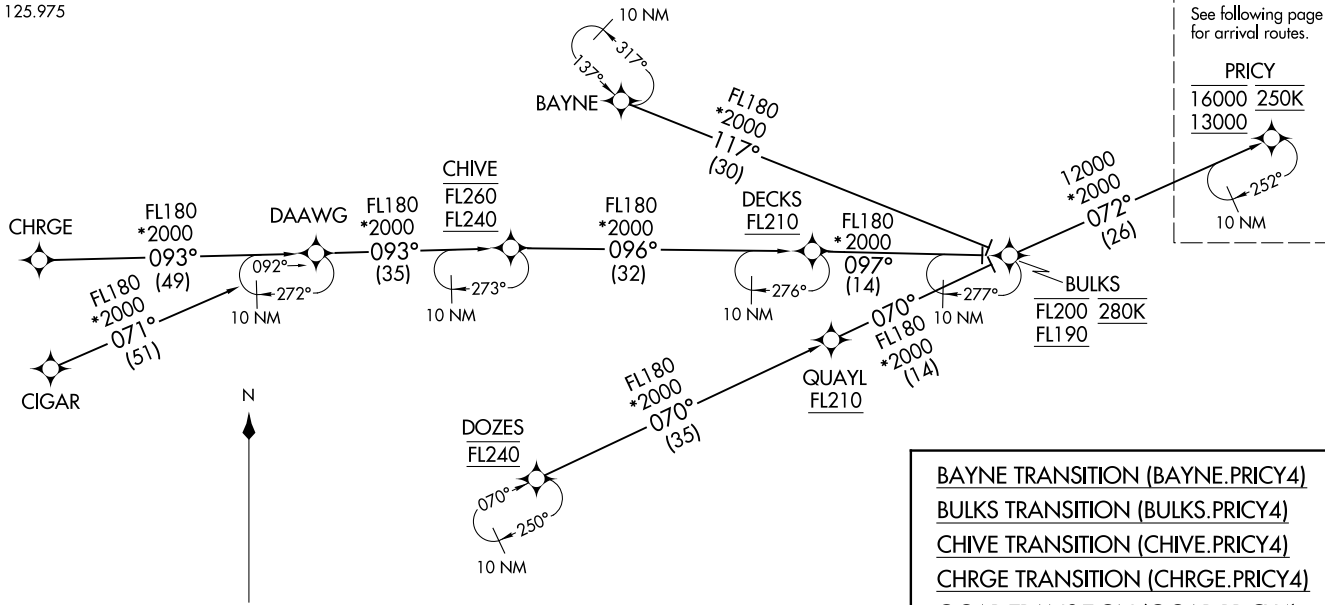 125.975
10 NM
317°
137°
BAYNE
FL180
*2000
117°
(30)
See following page
for arrival routes.
PRICY
16000 250K
13000
252°
10 NM
12000
*2000
072°
(26)
CHRGE
FL180
*2000
093°
(49)
DAAWG
092°
272°
10 NM
FL180
*2000
093°
(35)
CHIVE
FL260
FL240
273°
10 NM
FL180
*2000
096°
(32)
DECKS
FL210
276°
10 NM
FL180
*2000
097°
(14)
277°
10 NM
BULKS
FL200 280K
FL190
FL180
*2000
071°
(51)
CIGAR
N
DOZES
FL240
070°
250°
10 NM
FL180
*2000
070°
(35)
QUAYL
FL210
070°
FL180
*2000
(14)
BAYNE TRANSITION (BAYNE.PRICY4)
BULKS TRANSITION (BULKS.PRICY4)
CHIVE TRANSITION (CHIVE.PRICY4)
CHRGE TRANSITION (CHRGE.PRICY4)